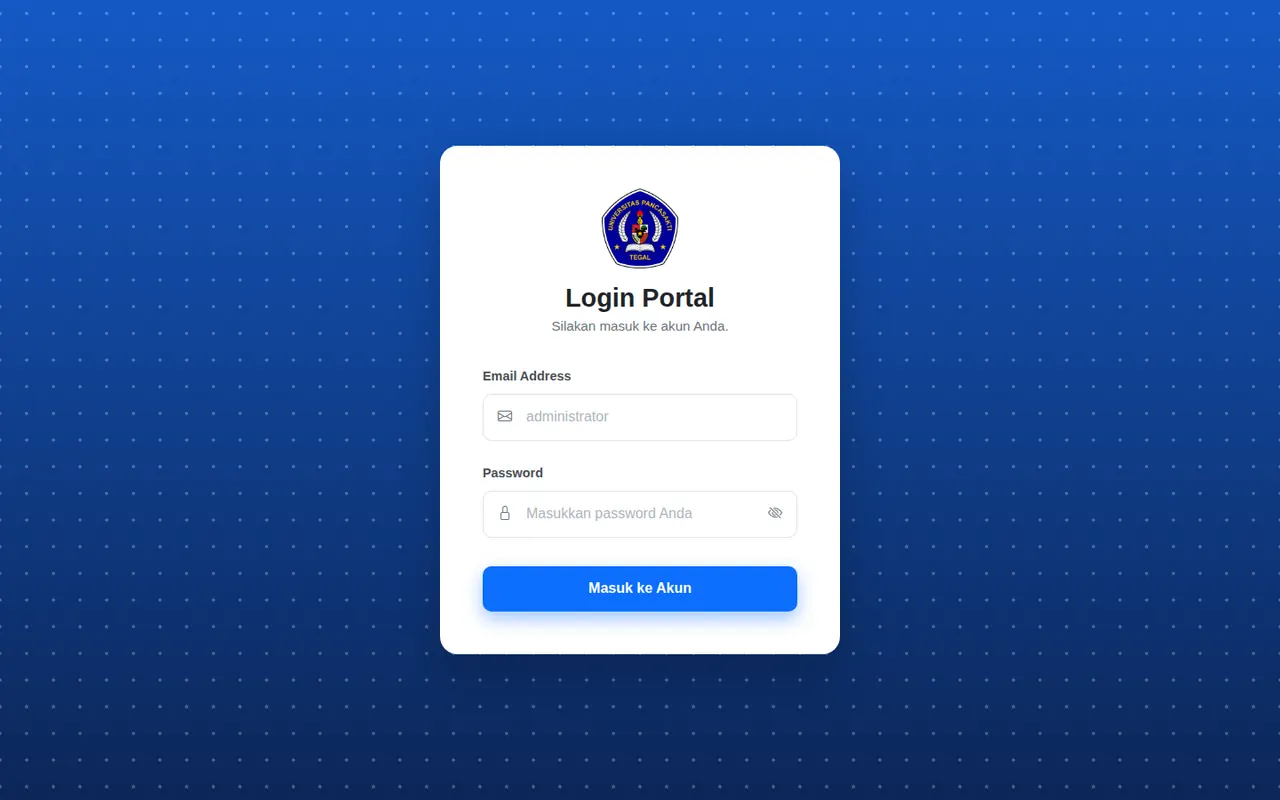 UNIVERSITAS PANCASAKTI
TEGAL
Login Portal
Silakan masuk ke akun Anda.
Email Address
administrator
Password
Masukkan password Anda
Masuk ke Akun